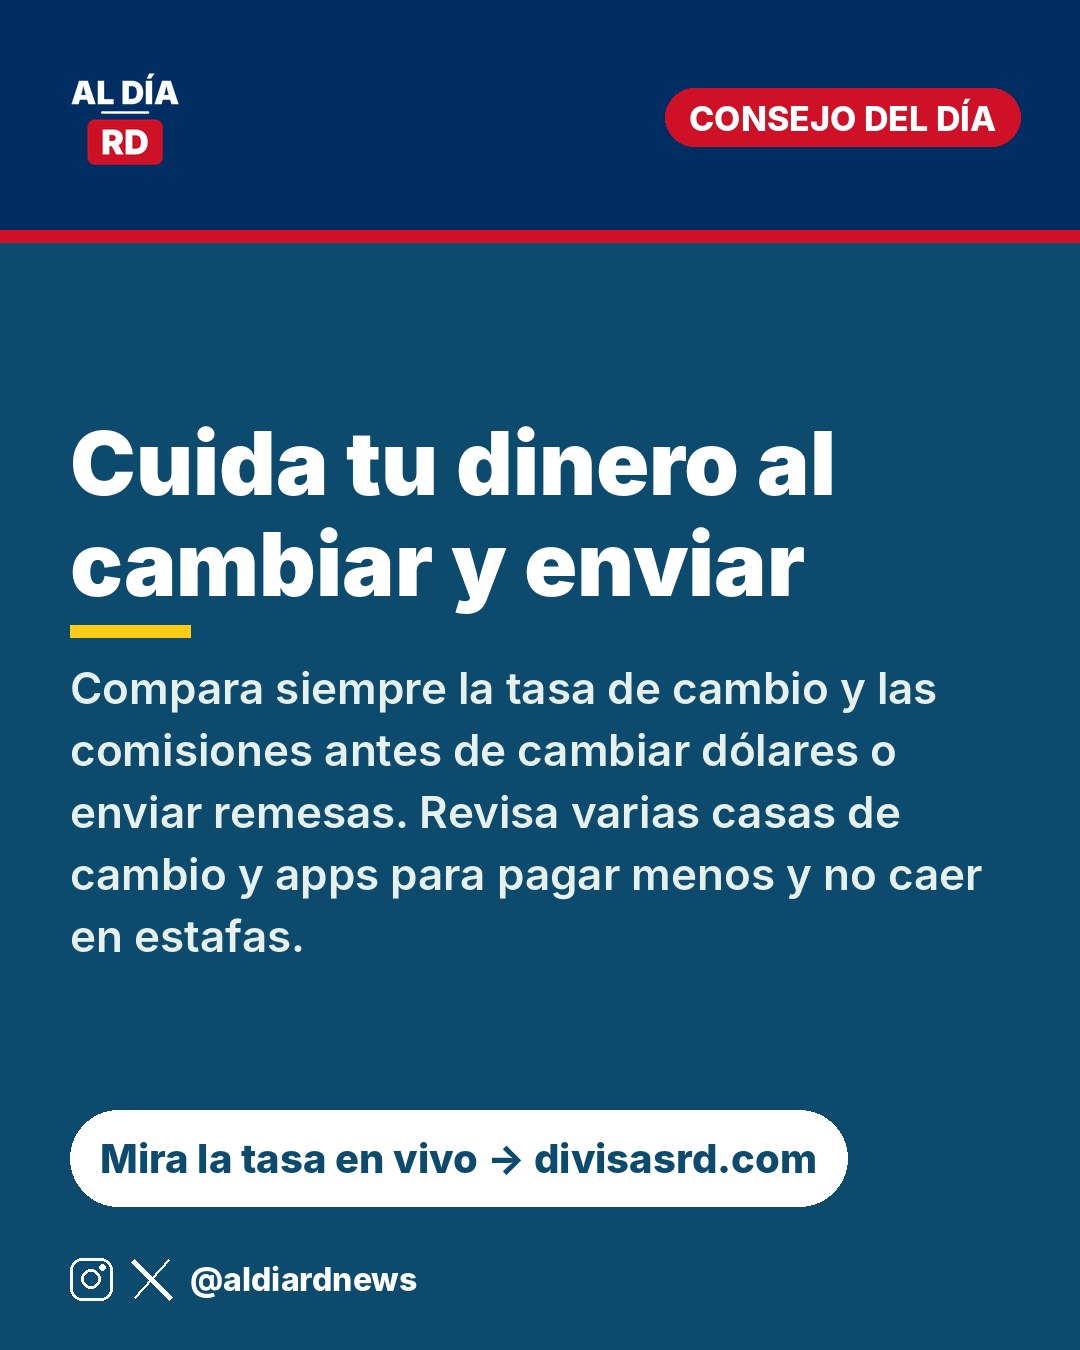 AL DÍA
RD
CONSEJO DEL DÍA
Cuida tu dinero al
cambiar y enviar
Compara siempre la tasa de cambio y las
comisiones antes de cambiar dólares o
enviar remesas. Revisa varias casas de
cambio y apps para pagar menos y no caer
en estafas.
Mira la tasa en vivo → divisasrd.com
@aldiardnews